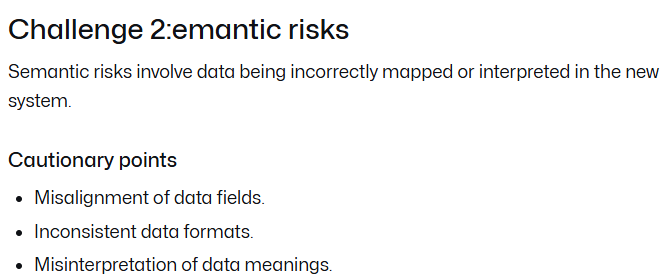 Challenge 2:emantic risks
Semantic risks involve data being incorrectly mapped or interpreted in the new
system.
Cautionary points
• Misalignment of data fields.
• Inconsistent data formats.
• Misinterpretation of data meanings.